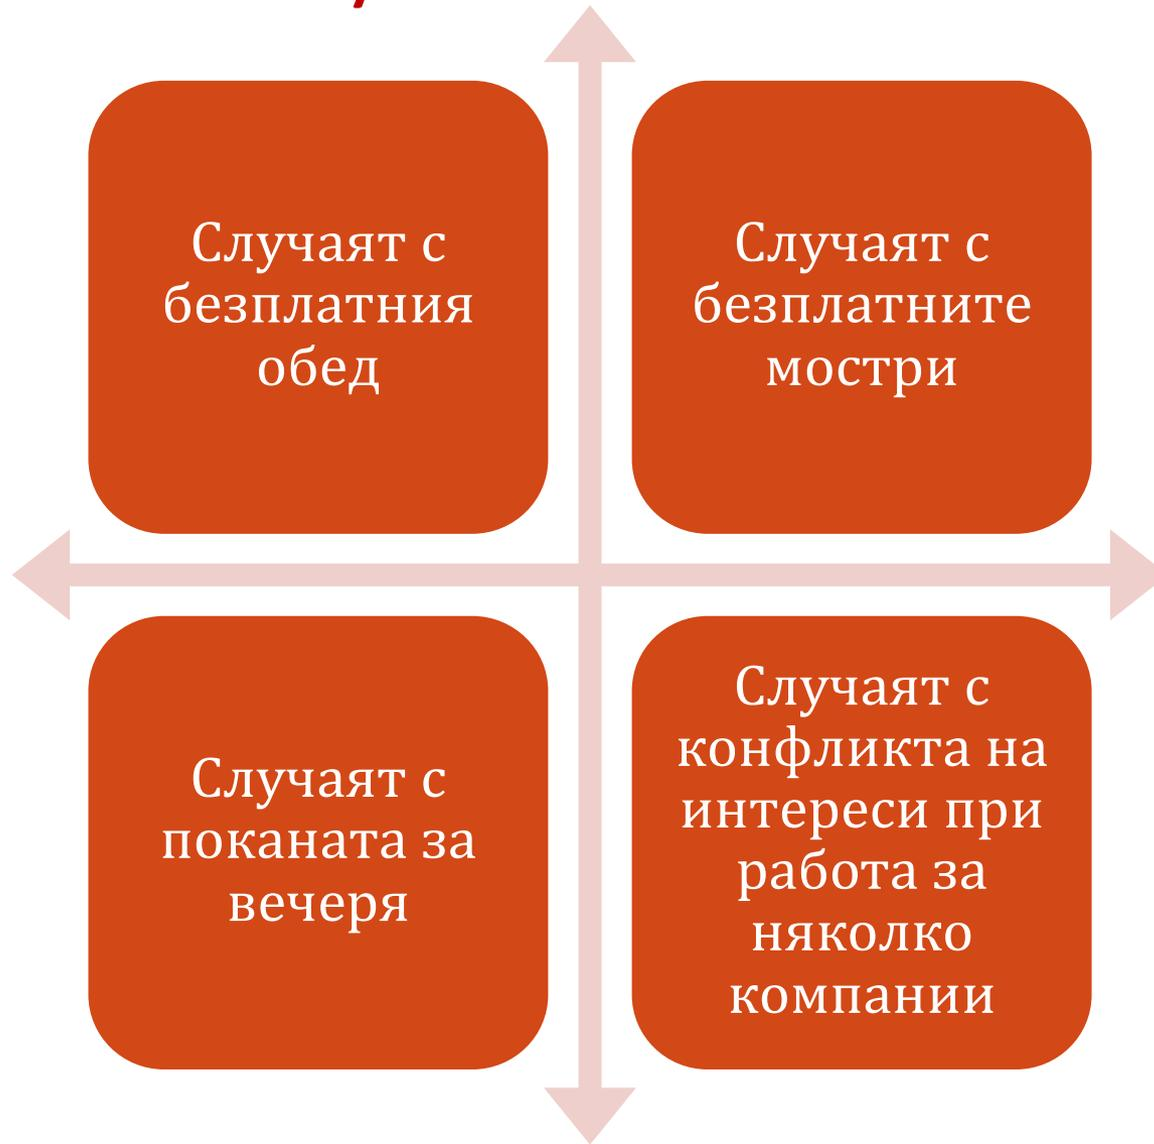 Случаят с
безплатния
обед
Случаят с
безплатните
мостри
Случаят с
поканата за
вечеря
Случаят с
конфликта на
интереси при
работа за
няколко
компании